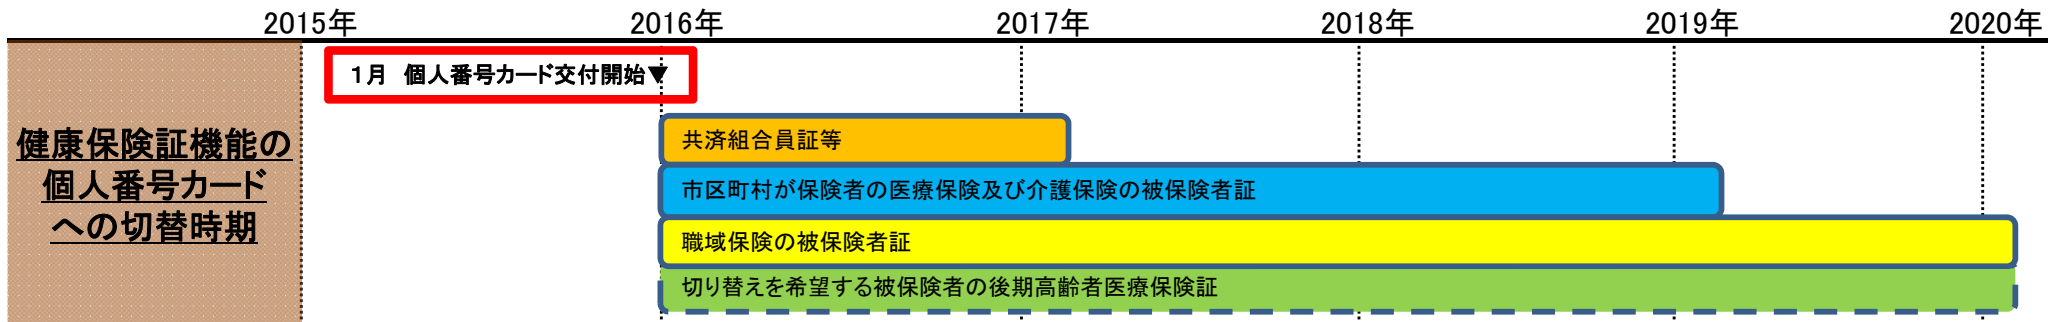 2015年 2016年 2017年 2018年 2019年 2020年
1月 個人番号カード交付開始▼
健康保険証機能の
個人番号カード
への切替時期
共済組合員証等
市区町村が保険者の医療保険及び介護保険の被保険者証
職域保険の被保険者証
切り替えを希望する被保険者の後期高齢者医療保険証